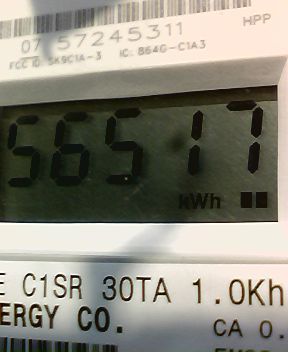 HPP
07 57245311
FCC ID: SK9C1A-3 IC: 864G-C1A3
56517
kWh
E C1SR 30TA 1.0Kh
ERGY CO.
CA 0.